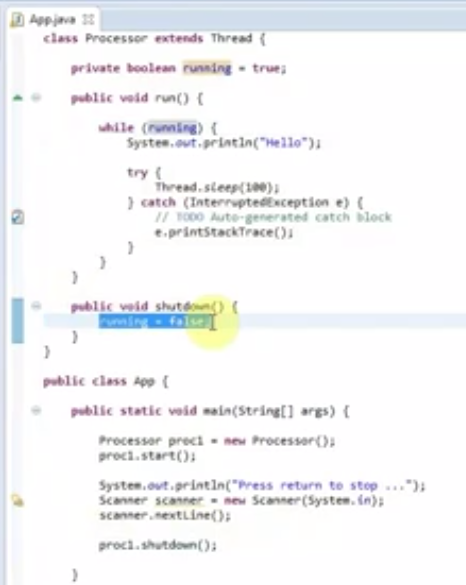 App.java
class Processor extends Thread {
private boolean running = true;
public void run() {
while (running) {
System.out.println("Hello");
try {
Thread.sleep(100);
} catch (InterruptedException e) {
// TODO Auto-generated catch block
e.printStackTrace();
}
}
}
public void shutdown() {
running = false;
}
}
public class App {
public static void main(String[] args) {
Processor proc1 = new Processor();
proc1.start();
System.out.println("Press return to stop ...");
Scanner scanner = new Scanner(System.in);
scanner.nextLine();
proc1.shutdown();
}